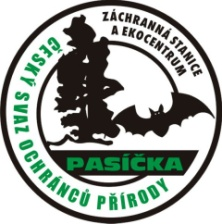 ZÁCHRANNÁ STANICE
A EKOCENTRUM
PASÍČKA
ČESKÝ SVAZ OCHRÁNCŮ PŘÍRODY